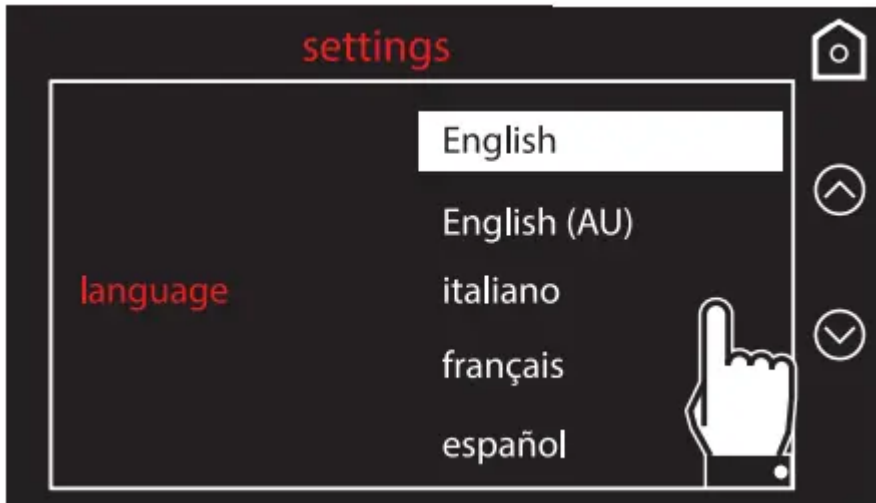 settings
English
English (AU)
language
italiano
français
español